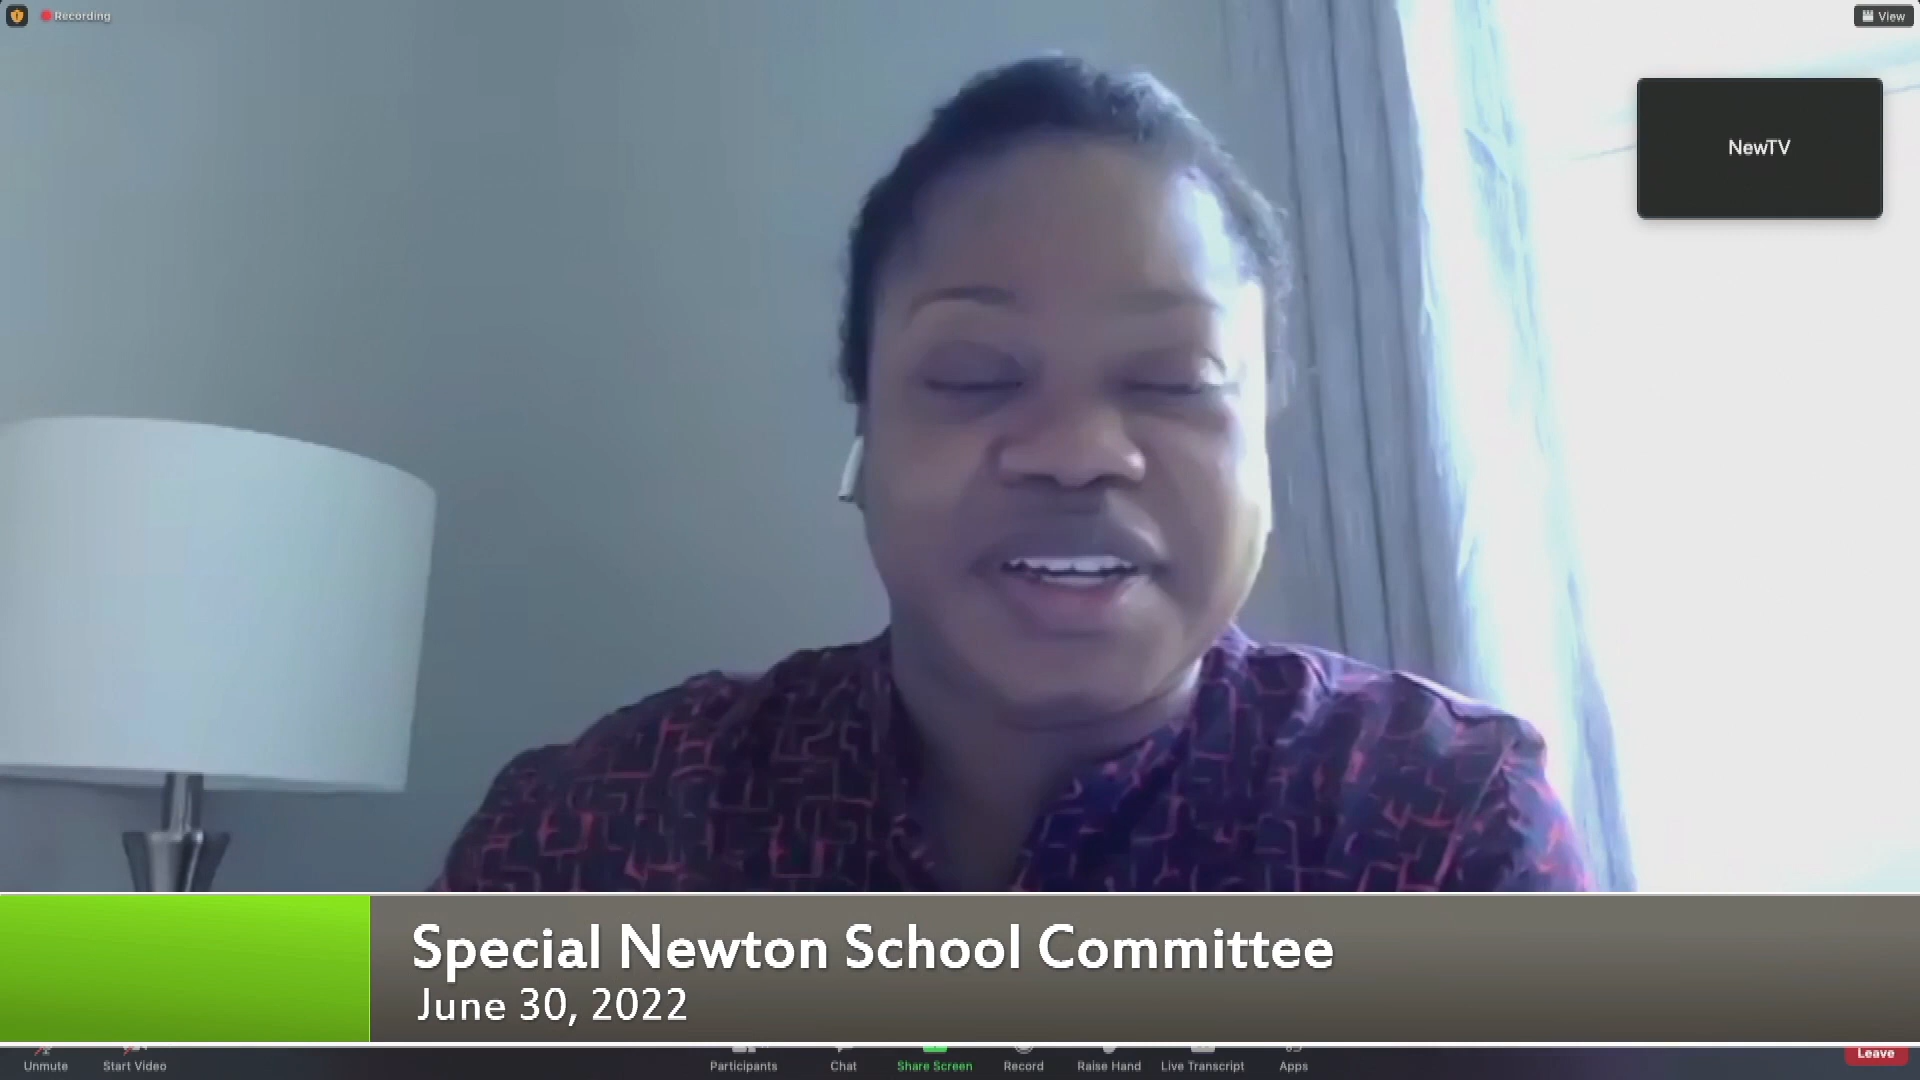 Recording
View
NewTV
Special Newton School Committee
June 30, 2022
Unmute
Start Video
Participants
Chat
Share Screen
Record
Raise Hand
Live Transcript
Apps
Leave